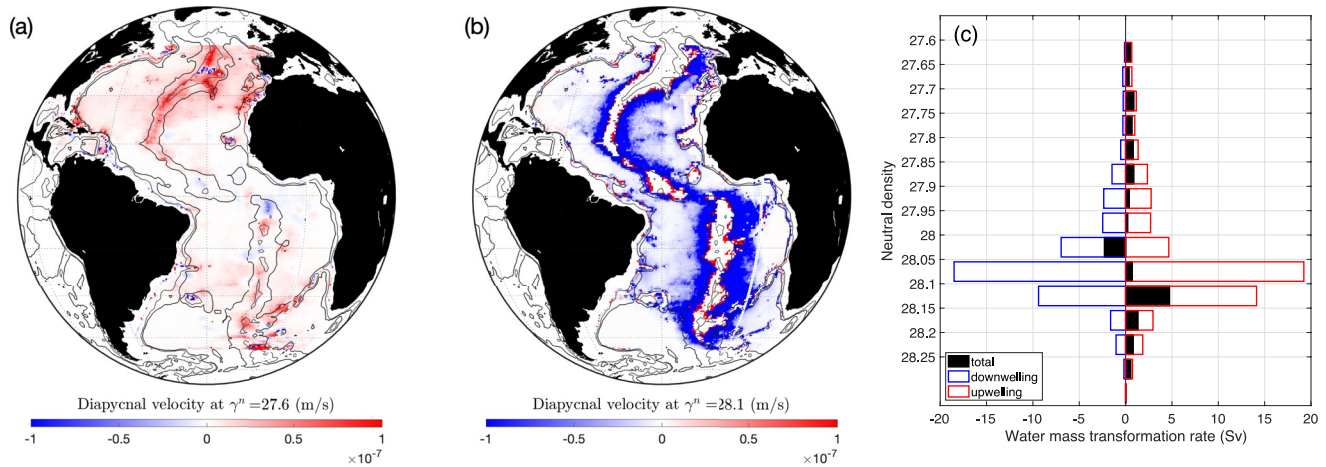 (a)
Diapycnal velocity at γⁿ =27.6 (m/s)
-1 -0.5 0 0.5 1
×10⁻⁷
(b)
Diapycnal velocity at γⁿ =28.1 (m/s)
-1 -0.5 0 0.5 1
×10⁻⁷
(c)
Neutral density
27.6
27.65
27.7
27.75
27.8
27.85
27.9
27.95
28
28.05
28.1
28.15
28.2
28.25
total
downwelling
upwelling
-20 -15 -10 -5 0 5 10 15 20
Water mass transformation rate (Sv)